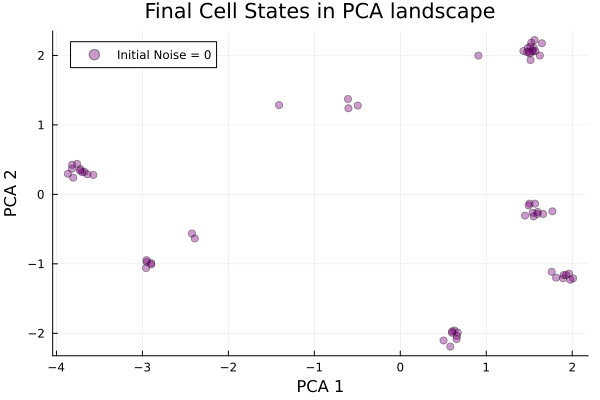 Final Cell States in PCA landscape
Initial Noise = 0
PCA 2
2
1
0
−1
−2
−4 −3 −2 −1 0 1 2
PCA 1